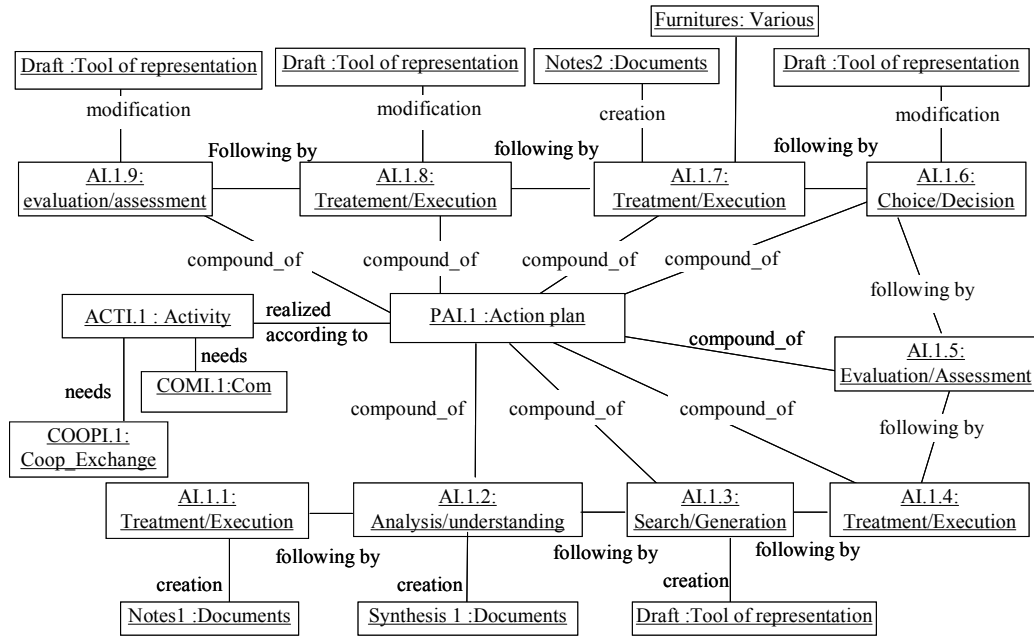 Furnitures: Various
Draft :Tool of representation
Draft :Tool of representation
Notes2 :Documents
Draft :Tool of representation
modification
modification
creation
modification
Following by
following by
following by
AI.1.9:
evaluation/assessment
AI.1.8:
Treatement/Execution
AI.1.7:
Treatment/Execution
AI.1.6:
Choice/Decision
compound_of
compound_of
compound_of
compound_of
following by
ACTI.1 : Activity
realized
according to
PAI.1 :Action plan
compound_of
AI.1.5:
Evaluation/Assessment
needs
COMI.1:Com
needs
compound_of
compound_of
compound_of
following by
COOPI.1:
Coop_Exchange
AI.1.1:
Treatment/Execution
AI.1.2:
Analysis/understanding
AI.1.3:
Search/Generation
AI.1.4:
Treatment/Execution
following by
following by
following by
creation
creation
creation
Notes1 :Documents
Synthesis 1 :Documents
Draft :Tool of representation